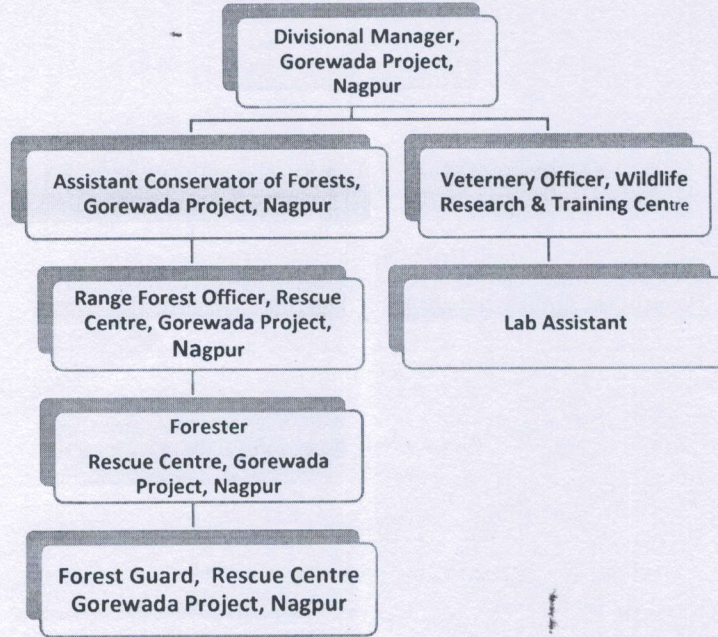 Divisional Manager,
Gorewada Project,
Nagpur
Assistant Conservator of Forests,
Gorewada Project, Nagpur
Veternery Officer, Wildlife
Research & Training Centre
Range Forest Officer, Rescue
Centre, Gorewada Project,
Nagpur
Lab Assistant
Forester
Rescue Centre, Gorewada
Project, Nagpur
Forest Guard, Rescue Centre
Gorewada Project, Nagpur